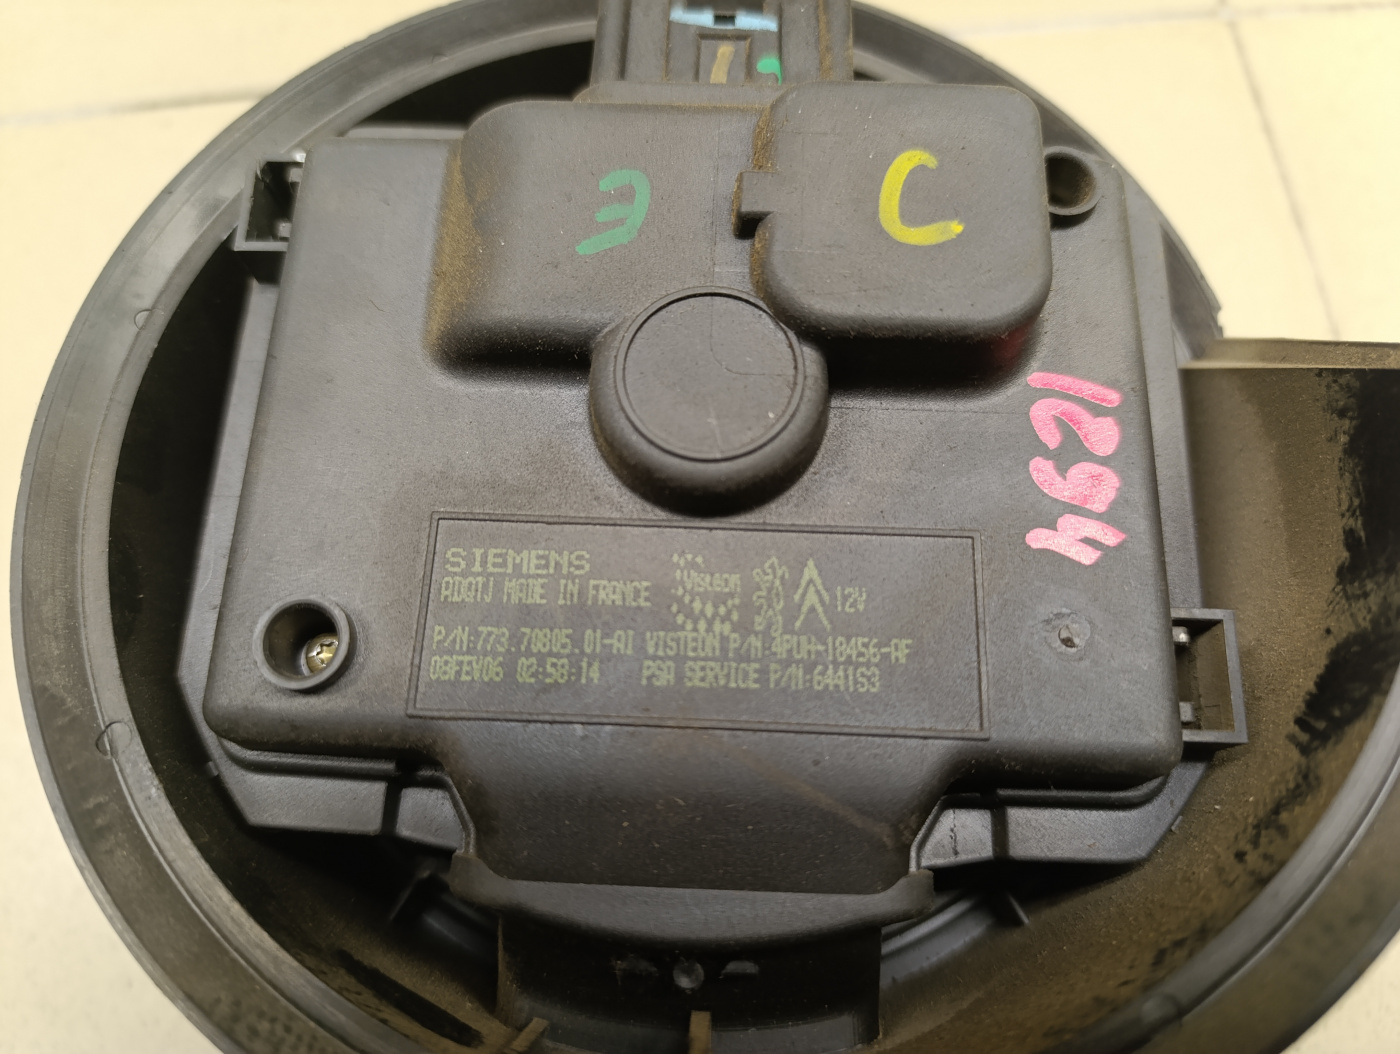 E
C
1294
SIEMENS
ADQTJ MADE IN FRANCE
Visteon
12V
P/N:773.70805.01-AI VISTEON P/N:4PUH-18456-AF
08FEV06 02:58:14 PSA SERVICE P/N:6441S3